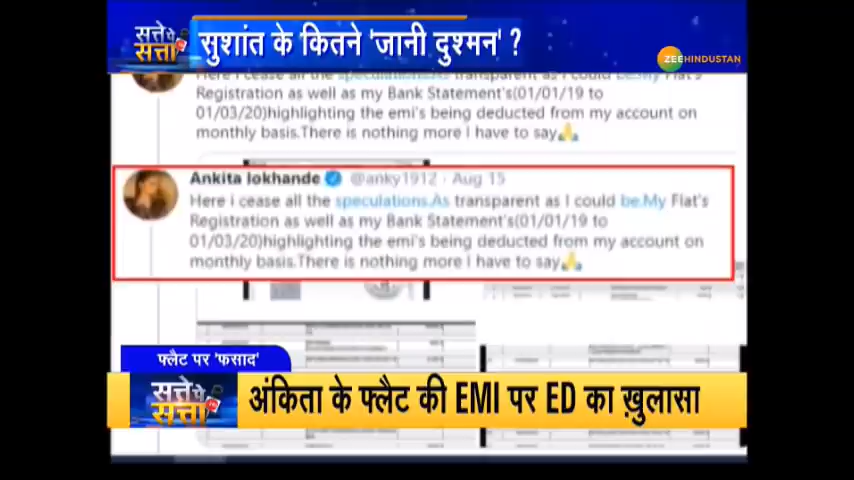 सत्ते पे
सत्ता
सुशांत के कितने 'जानी दुश्मन' ?
ZEE HINDUSTAN
Here i cease all the speculations.As transparent as I could be.My Flat's
Registration as well as my Bank Statement's(01/01/19 to
01/03/20)highlighting the emi's being deducted from my account on
monthly basis.There is nothing more I have to say🙏
Ankita lokhande @anky1912 · Aug 15
Here i cease all the speculations.As transparent as I could be.My Flat's
Registration as well as my Bank Statement's(01/01/19 to
01/03/20)highlighting the emi's being deducted from my account on
monthly basis.There is nothing more I have to say🙏
फ्लैट पर 'फसाद'
सत्ते पे
सत्ता
अंकिता के फ्लैट की EMI पर ED का ख़ुलासा